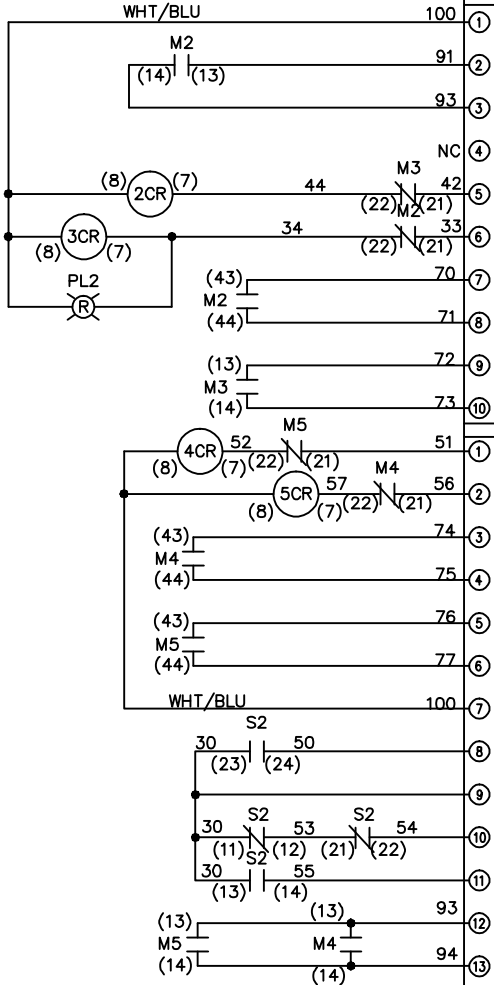 WHT/BLU 100 1
M2
(14) (13) 91 2
93 3
NC 4
M3
(8) 2CR (7) 44 (22) (21) 42 5
M2
(8) 3CR (7) 34 (22) (21) 33 6
PL2
R
(43) 70 7
M2
(44) 71 8
(13) 72 9
M3
(14) 73 10
M5
(8) 4CR (7) 52 (22) (21) 51 1
M4
(8) 5CR (7) 57 (22) (21) 56 2
(43) 74 3
M4
(44) 75 4
(43) 76 5
M5
(44) 77 6
WHT/BLU 100 7
S2
30 (23) (24) 50 8
9
S2 S2
30 (11) (12) 53 (21) (22) 54 10
S2
30 (13) (14) 55 11
(13) (13) 93 12
M5 M4
(14) (14) 94 13